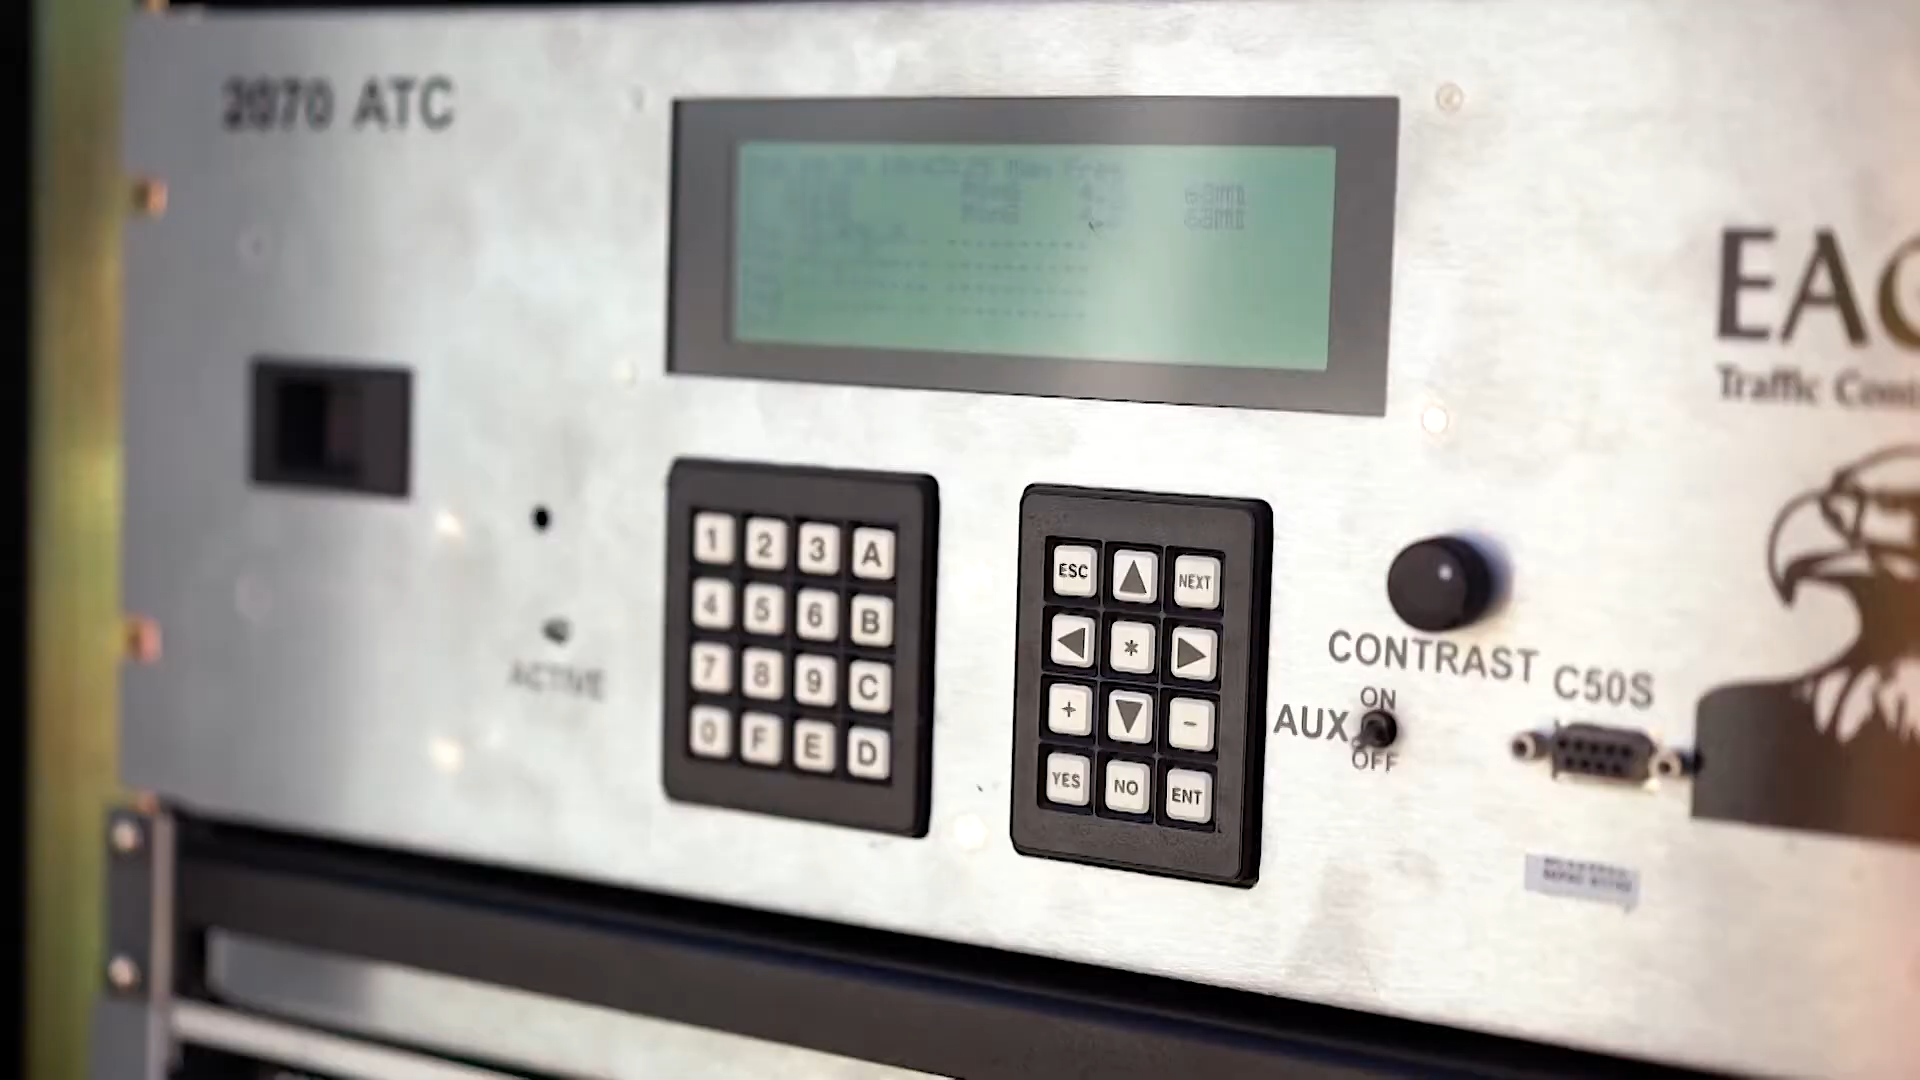 2070 ATC
EAG
Traffic Cont
1 2 3 A
4 5 6 B
7 8 9 C
0 F E D
ESC NEXT
*
+ -
YES NO ENT
ACTIVE
CONTRAST
C50S
AUX
ON
OFF